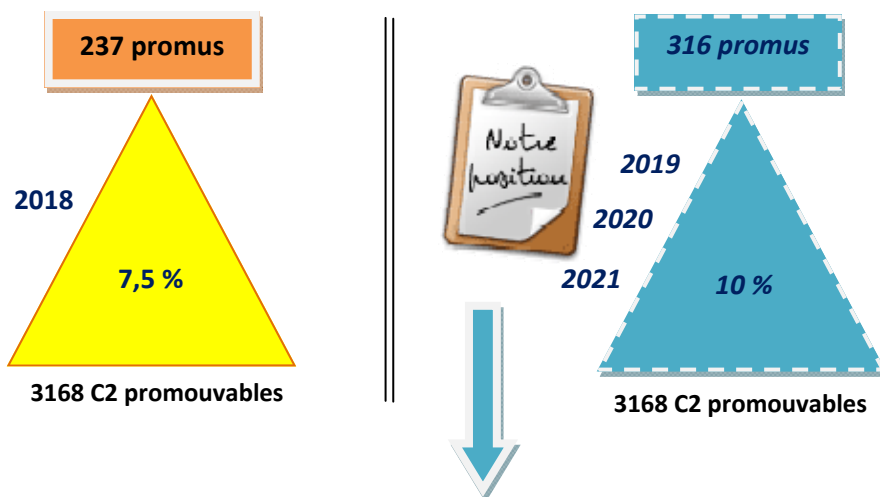 237 promus
2018
7,5 %
3168 C2 promouvables
Notre
position
316 promus
2019
2020
2021
10 %
3168 C2 promouvables